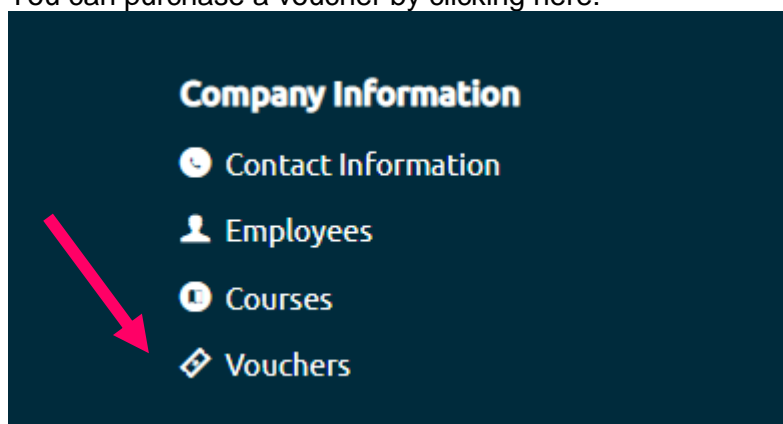 You can purchase a voucher by clicking here:
Company Information
Contact Information
Employees
Courses
Vouchers